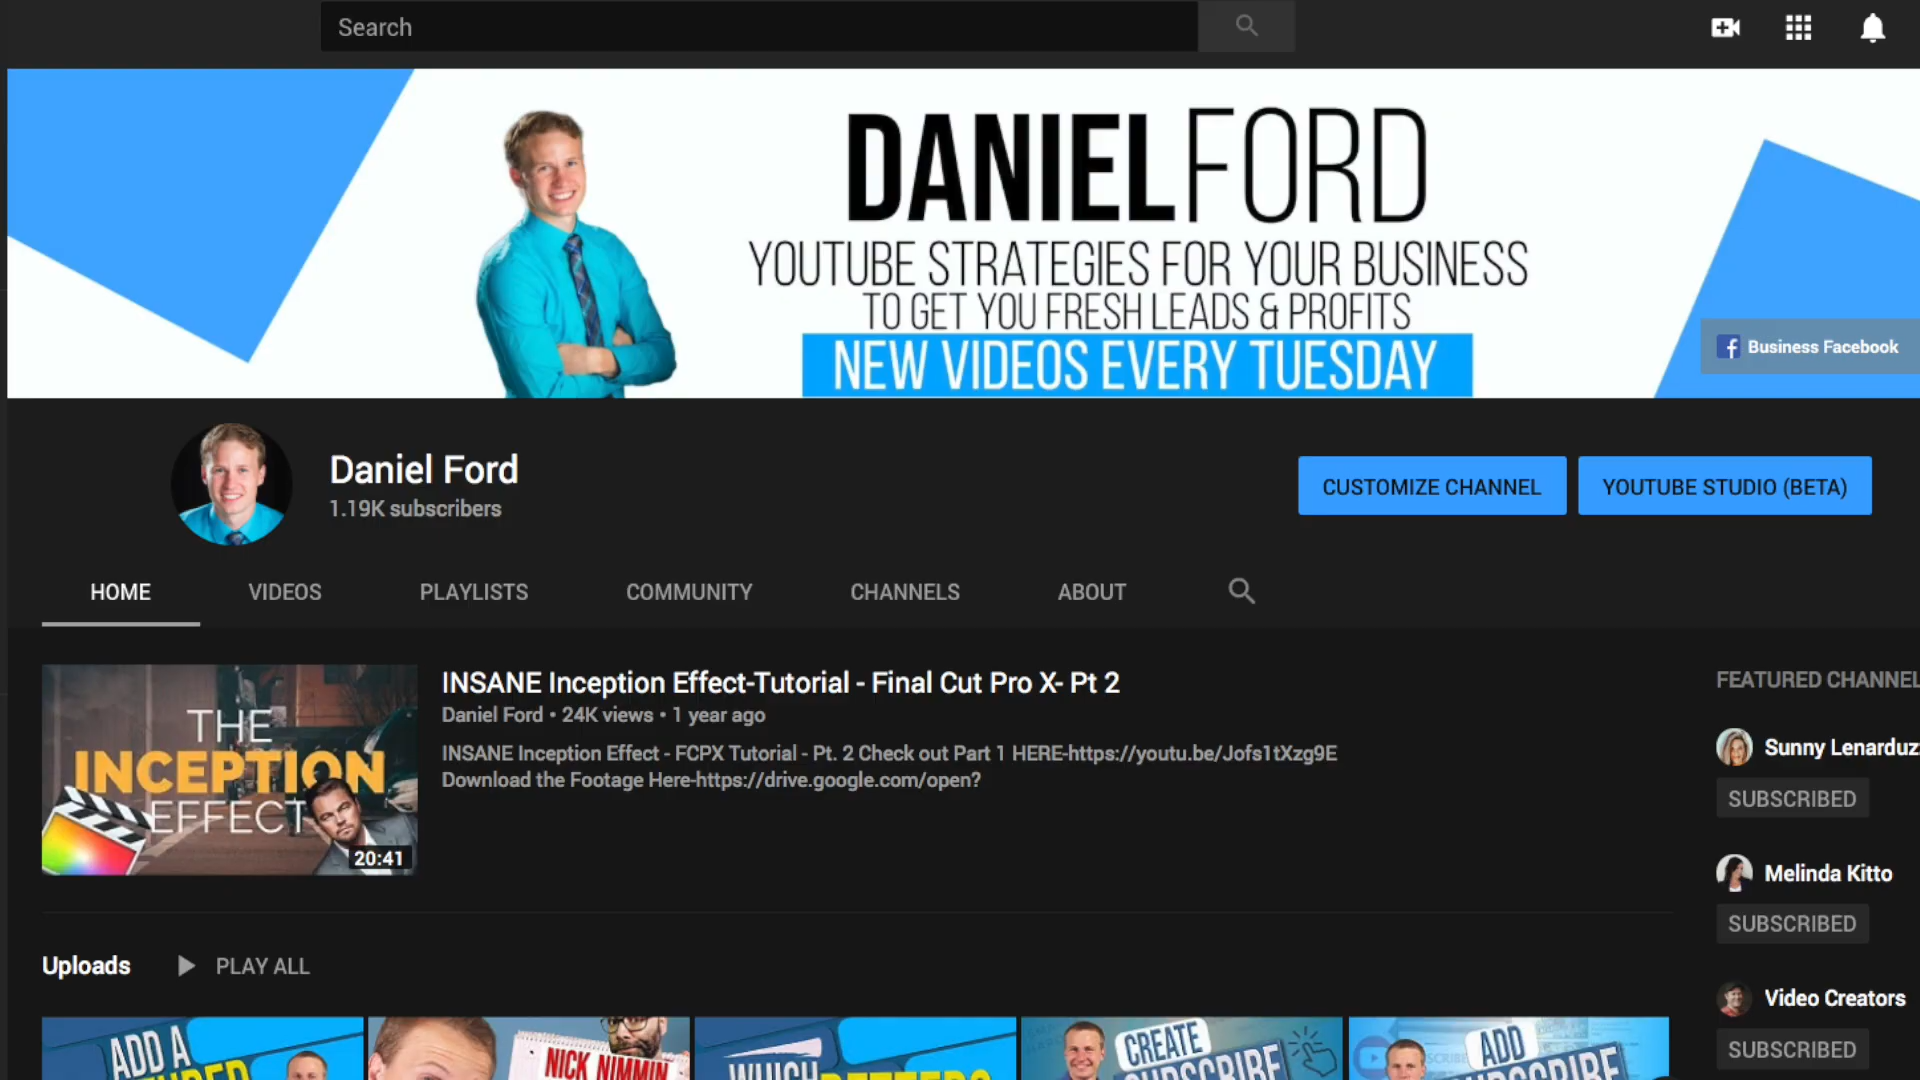 Search
DANIELFORD
YOUTUBE STRATEGIES FOR YOUR BUSINESS
TO GET YOU FRESH LEADS & PROFITS
NEW VIDEOS EVERY TUESDAY
Business Facebook
Daniel Ford
1.19K subscribers
CUSTOMIZE CHANNEL
YOUTUBE STUDIO (BETA)
HOME
VIDEOS
PLAYLISTS
COMMUNITY
CHANNELS
ABOUT
THE
INCEPTION
EFFECT
20:41
INSANE Inception Effect-Tutorial - Final Cut Pro X- Pt 2
Daniel Ford • 24K views • 1 year ago
INSANE Inception Effect - FCPX Tutorial - Pt. 2 Check out Part 1 HERE-https://youtu.be/Jofs1tXzg9E
Download the Footage Here-https://drive.google.com/open?
FEATURED CHANNEL
Sunny Lenarduz
SUBSCRIBED
Melinda Kitto
SUBSCRIBED
Video Creators
SUBSCRIBED
Uploads
PLAY ALL
ADD A
NICK NIMMIN
WHICH
CREATE
SUBSCRIBE
ADD
SUBSCRIBE